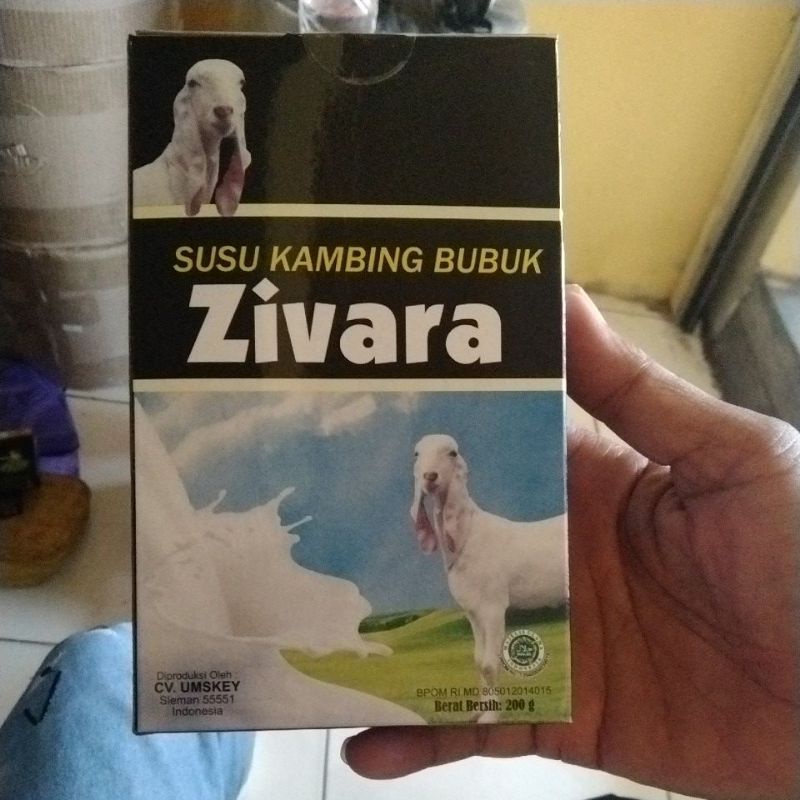 SUSU KAMBING BUBUK
Zivara
Diproduksi Oleh
CV. UMSKEY
Sleman 55551
Indonesia
BPOM RI MD 805012014015
Berat Bersih: 200 g